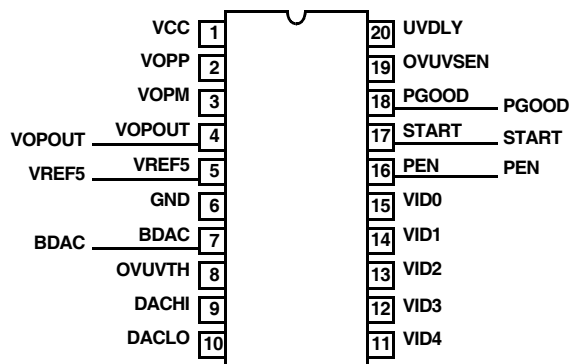 VCC 1 20 UVDLY
VOPP 2 19 OVUVSEN
VOPM 3 18 PGOOD PGOOD
VOPOUT VOPOUT 4 17 START START
VREF5 VREF5 5 16 PEN PEN
GND 6 15 VID0
BDAC BDAC 7 14 VID1
OVUVTH 8 13 VID2
DACHI 9 12 VID3
DACLO 10 11 VID4